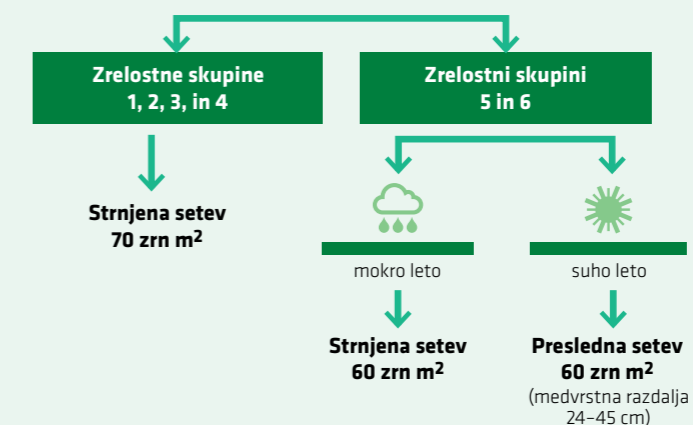 Zrelostne skupine
1, 2, 3, in 4
Zrelostni skupini
5 in 6
Strnjena setev
70 zrn m²
mokro leto
suho leto
Strnjena setev
60 zrn m²
Presledna setev
60 zrn m²
(medvrstna razdalja
24–45 cm)